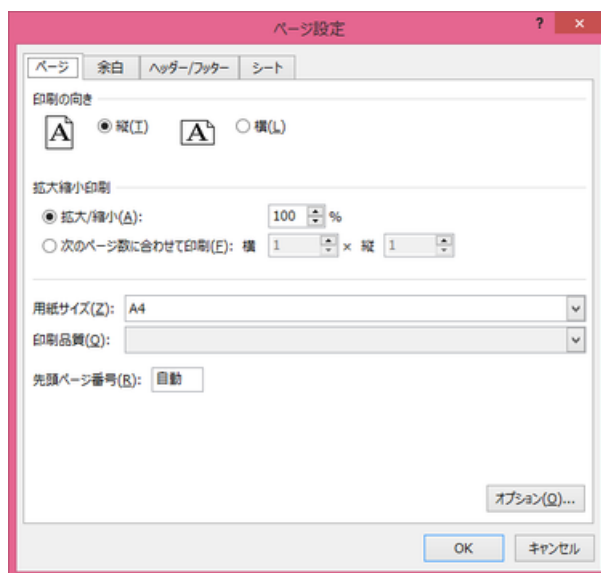 ページ設定
? ×
ページ 余白 ヘッダー/フッター シート
印刷の向き
A 縦(T) A 横(L)
拡大縮小印刷
拡大/縮小(A): 100 %
次のページ数に合わせて印刷(F): 横 1 × 縦 1
用紙サイズ(Z): A4
印刷品質(Q):
先頭ページ番号(R): 自動
オプション(O)...
OK キャンセル